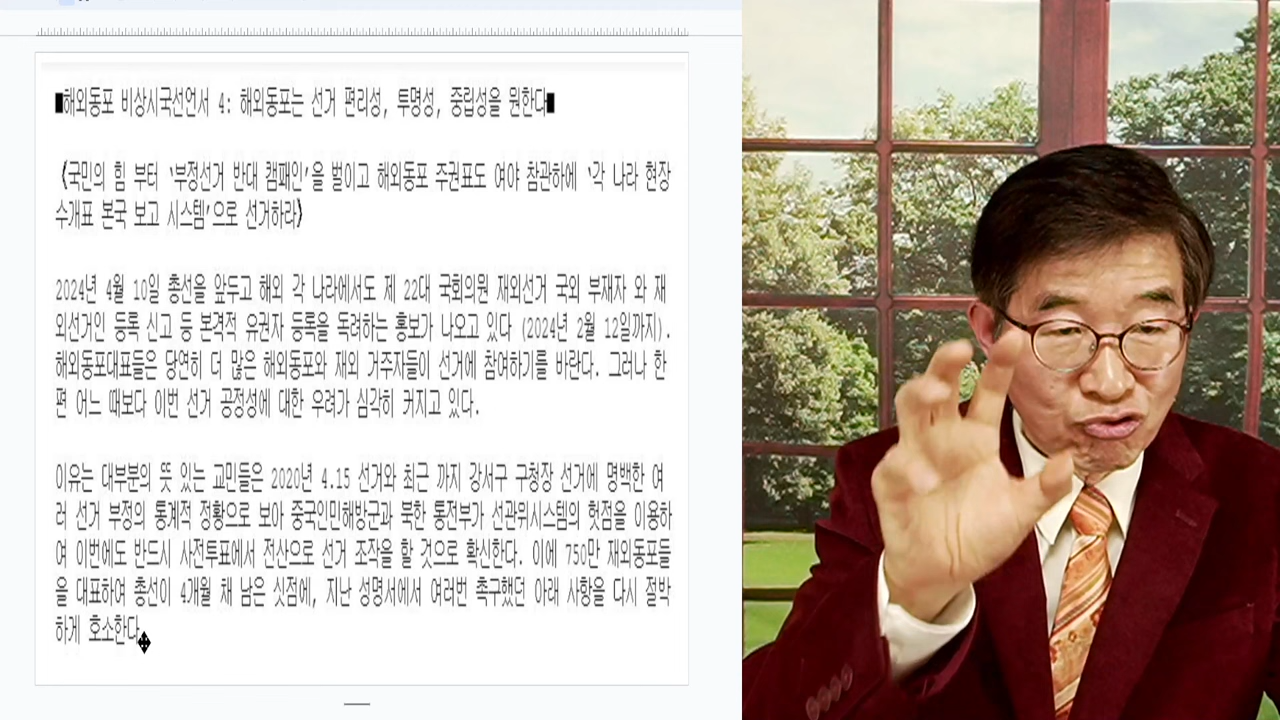 ■해외동포 비상시국선언서 4: 해외동포는 선거 편리성, 투명성, 중립성을 원한다■
《국민의 힘 부터 '부정선거 반대 캠패인'을 벌이고 해외동포 주권표도 여야 참관하에 '각 나라 현장
수개표 본국 보고 시스템'으로 선거하라》
2024년 4월 10일 총선을 앞두고 해외 각 나라에서도 제 22대 국회의원 재외선거 국외 부재자 와 재
외선거인 등록 신고 등 본격적 유권자 등록을 독려하는 홍보가 나오고 있다 (2024년 2월 12일까지).
해외동포대표들은 당연히 더 많은 해외동포와 재외 거주자들이 선거에 참여하기를 바란다. 그러나 한
편 어느 때보다 이번 선거 공정성에 대한 우려가 심각히 커지고 있다.
이유는 대부분의 뜻 있는 교민들은 2020년 4.15 선거와 최근 까지 강서구 구청장 선거에 명백한 여
러 선거 부정의 통계적 정황으로 보아 중국인민해방군과 북한 통전부가 선관위시스템의 헛점을 이용하
여 이번에도 반드시 사전투표에서 전산으로 선거 조작을 할 것으로 확신한다. 이에 750만 재외동포들
을 대표하여 총선이 4개월 채 남은 싯점에, 지난 성명서에서 여러번 촉구했던 아래 사항을 다시 절박
하게 호소한다.